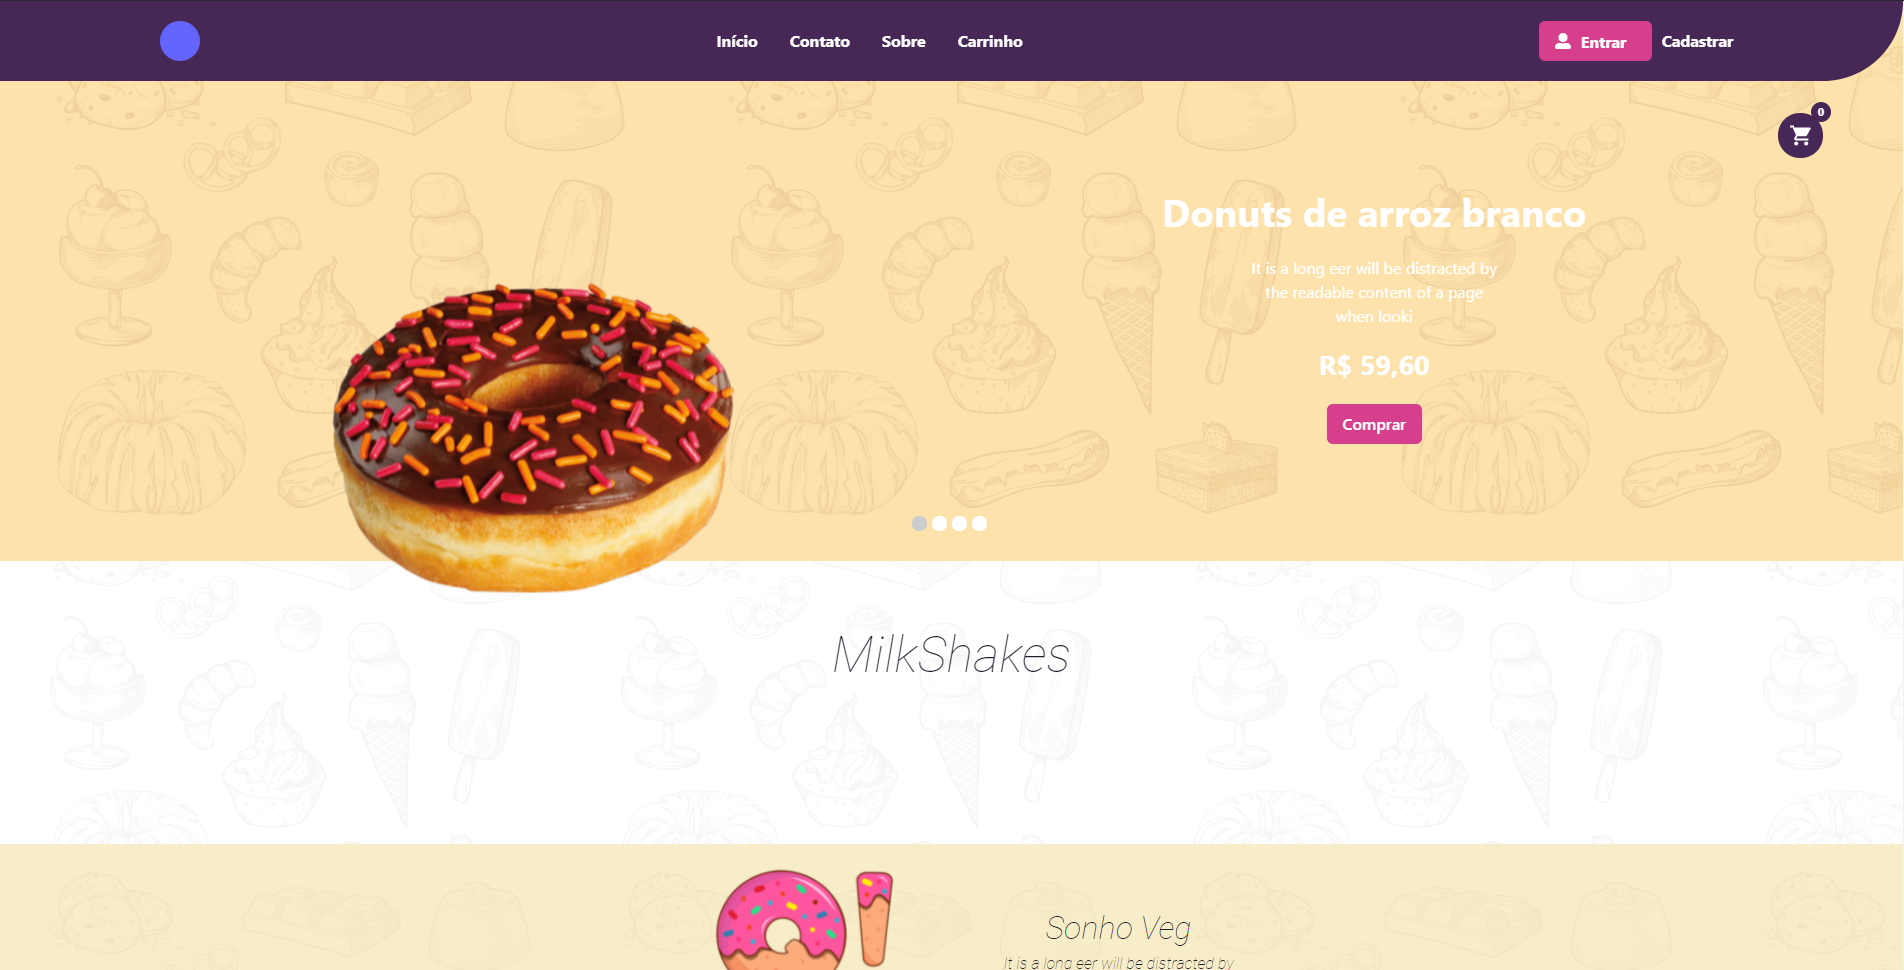 Início
Contato
Sobre
Carrinho
Entrar
Cadastrar
0
Donuts de arroz branco
It is a long eer will be distracted by
the readable content of a page
when looki
R$ 59,60
Comprar
MilkShakes
Sonho Veg
It is a long eer will be distracted by